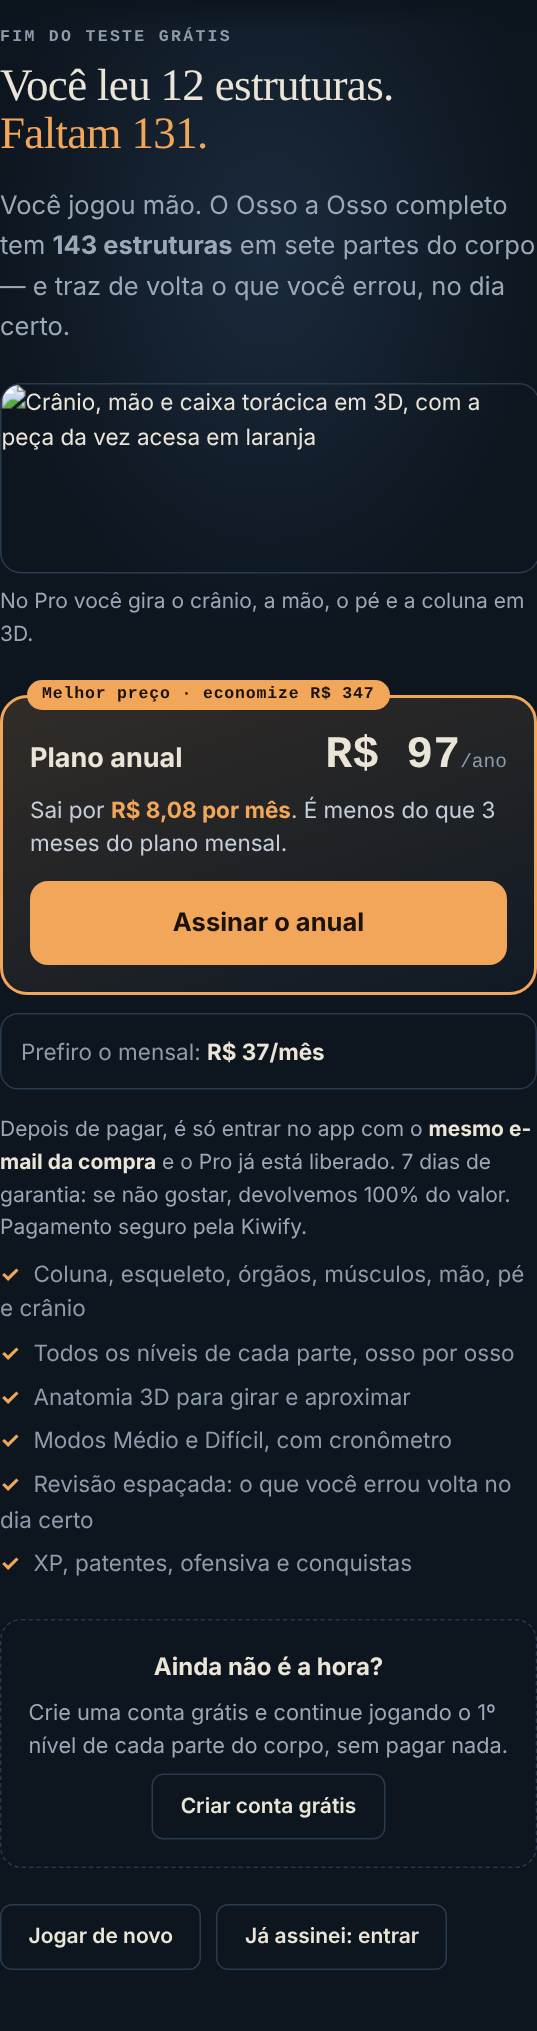 FIM DO TESTE GRÁTIS
Você leu 12 estruturas.
Faltam 131.
Você jogou mão. O Osso a Osso completo
tem 143 estruturas em sete partes do corpo
— e traz de volta o que você errou, no dia
certo.
Crânio, mão e caixa torácica em 3D, com a
peça da vez acesa em laranja
No Pro você gira o crânio, a mão, o pé e a coluna em
3D.
Melhor preço · economize R$ 347
Plano anual R$ 97/ano
Sai por R$ 8,08 por mês. É menos do que 3
meses do plano mensal.
Assinar o anual
Prefiro o mensal: R$ 37/mês
Depois de pagar, é só entrar no app com o mesmo e-
mail da compra e o Pro já está liberado. 7 dias de
garantia: se não gostar, devolvemos 100% do valor.
Pagamento seguro pela Kiwify.
✓ Coluna, esqueleto, órgãos, músculos, mão, pé
e crânio
✓ Todos os níveis de cada parte, osso por osso
✓ Anatomia 3D para girar e aproximar
✓ Modos Médio e Difícil, com cronômetro
✓ Revisão espaçada: o que você errou volta no
dia certo
✓ XP, patentes, ofensiva e conquistas
Ainda não é a hora?
Crie uma conta grátis e continue jogando o 1º
nível de cada parte do corpo, sem pagar nada.
Criar conta grátis
Jogar de novo
Já assinei: entrar